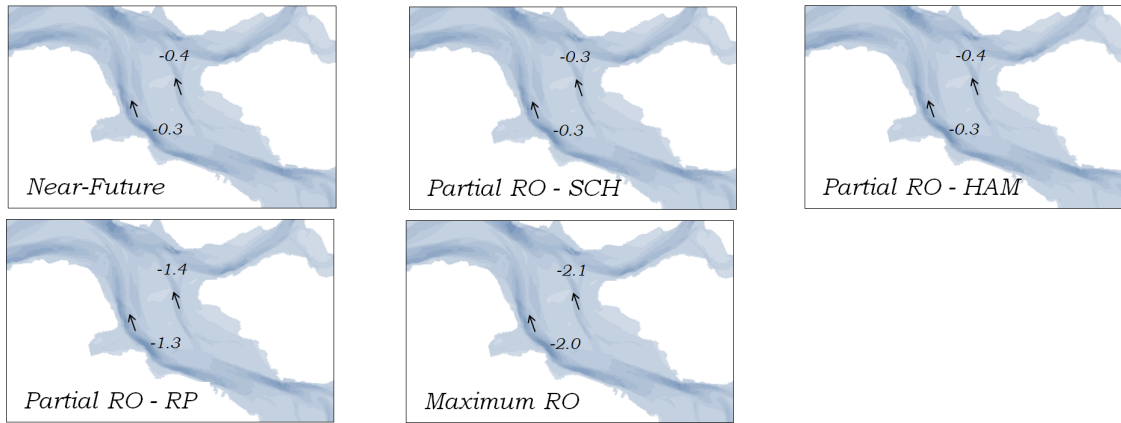 -0.4
-0.3
Near-Future
-0.3
-0.3
Partial RO - SCH
-0.4
-0.3
Partial RO - HAM
-1.4
-1.3
Partial RO - RP
-2.1
-2.0
Maximum RO